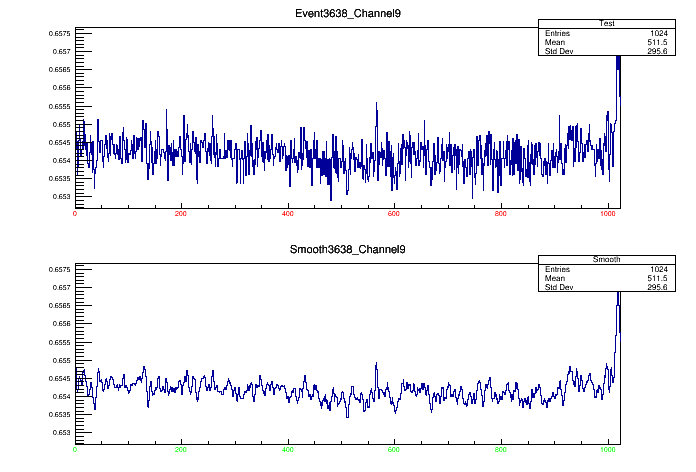 Event3638_Channel9
Test
Entries 1024
Mean 511.5
Std Dev 295.6
0.6575
0.657
0.6565
0.656
0.6555
0.655
0.6545
0.654
0.6535
0.653
0 200 400 600 800 1000
Smooth3638_Channel9
Smooth
Entries 1024
Mean 511.5
Std Dev 295.6
0.6575
0.657
0.6565
0.656
0.6555
0.655
0.6545
0.654
0.6535
0.653
0 200 400 600 800 1000